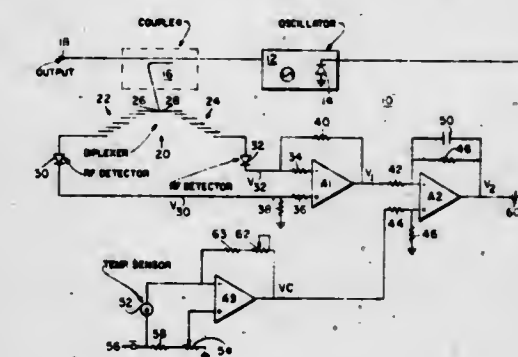 COUPLER
OSCILLATOR
18
OUTPUT
16
12
14
10
22
26
28
24
DIPLEXER
20
30
RF DETECTOR
RF DETECTOR
32
V32
V30
34
36
38
40
A1
V1
42
44
46
50
46
A2
V2
60
63
62
TEMP SENSOR
52
A3
VC
56
58
54